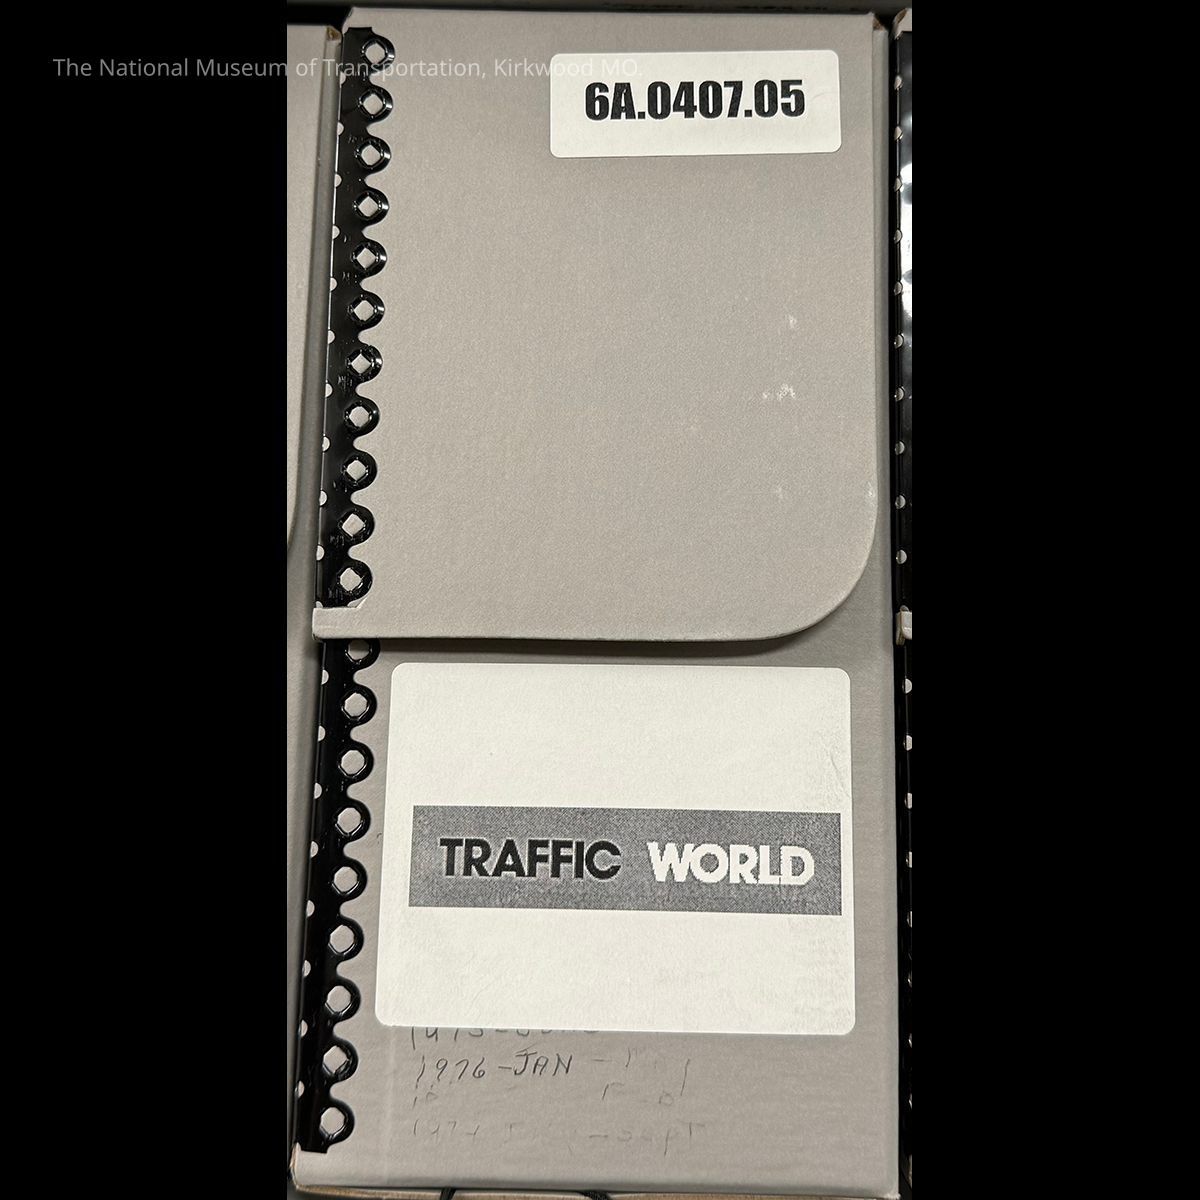 The National Museum of Transportation, Kirkwood MO.
6A.0407.05
TRAFFIC WORLD
1976-JAN -